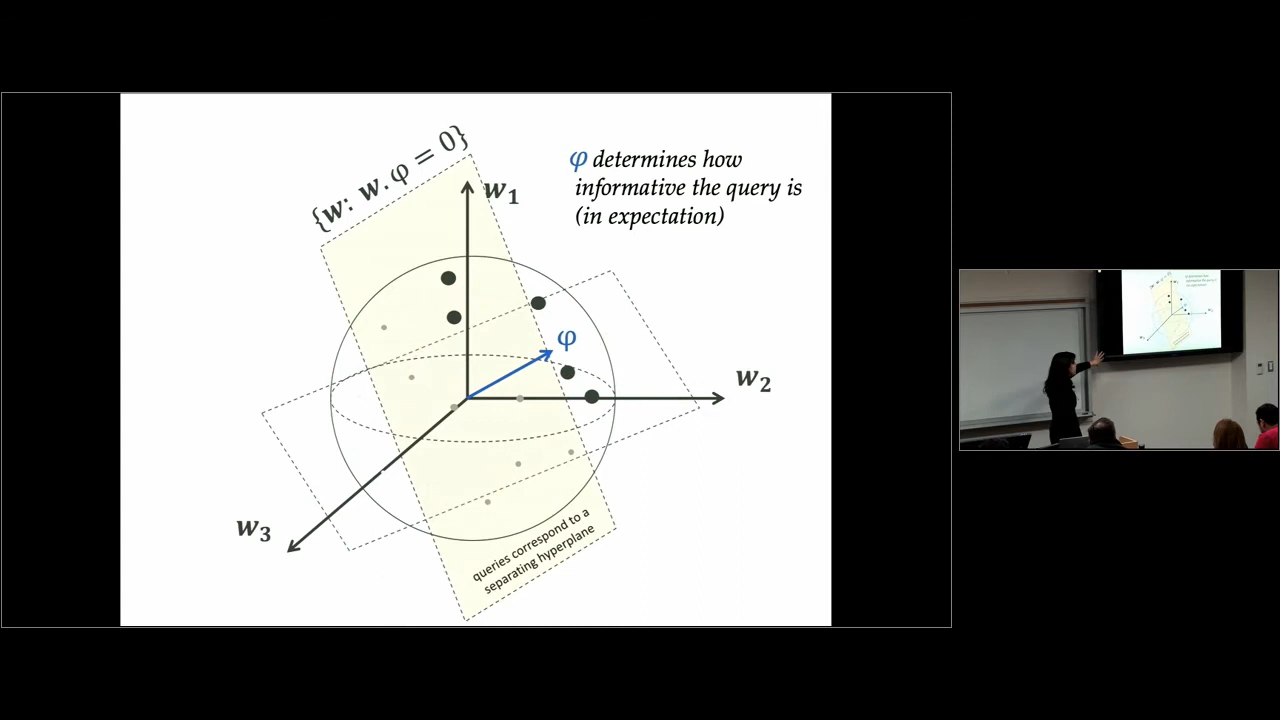 {w: w. φ = 0}
w₁
φ determines how
informative the query is
(in expectation)
φ
w₂
w₃
queries correspond to a
separating hyperplane